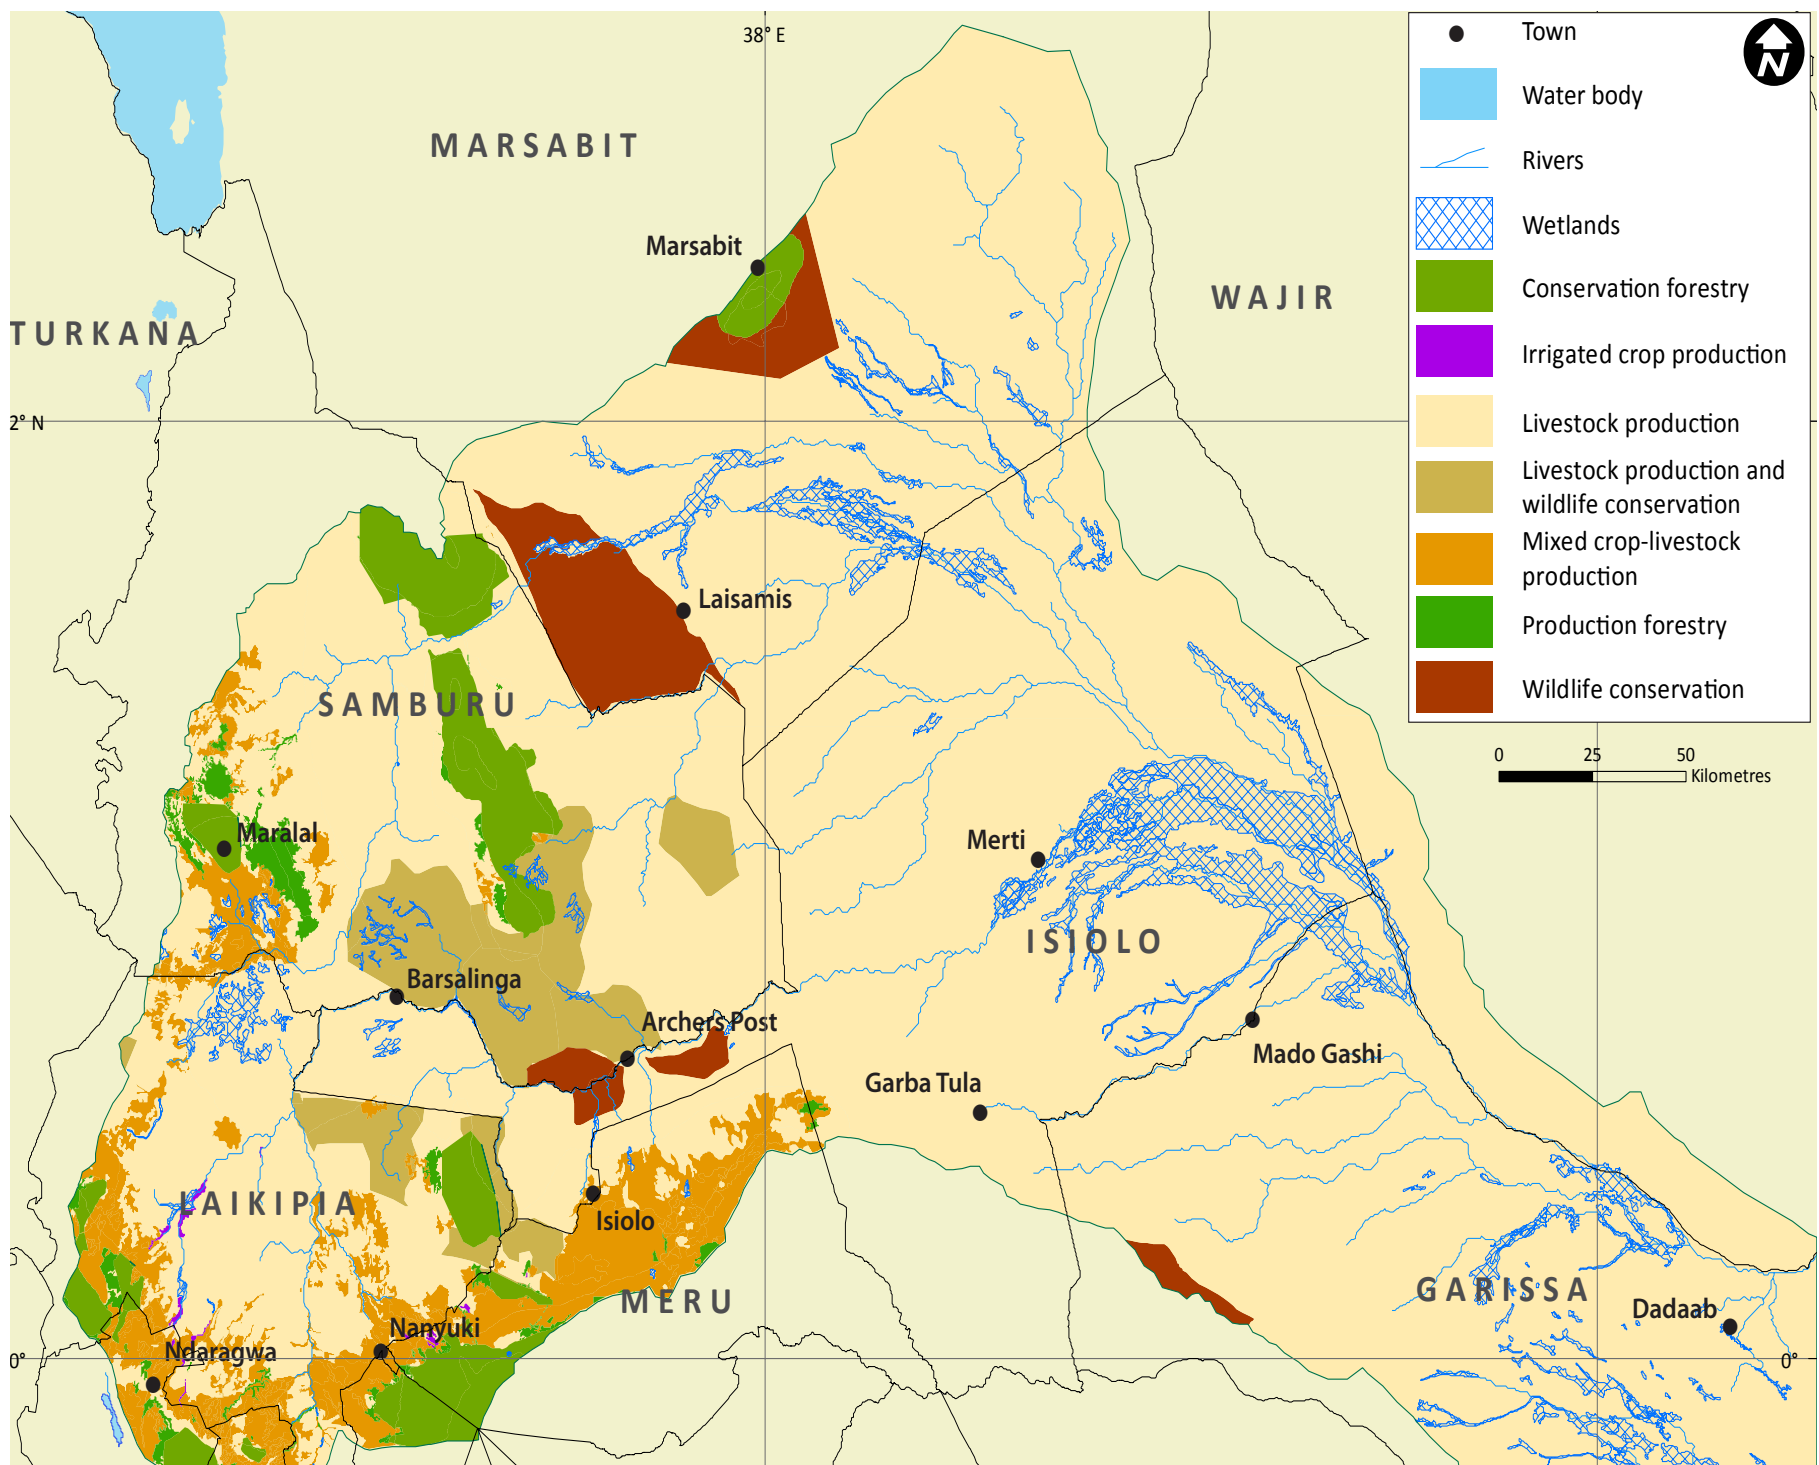 38° E
MARSABIT
Marsabit
WAJIR
TURKANA
2° N
Laisamis
SAMBURU
Maralal
Merti
ISIOLO
Barsalinga
Archers Post
Mado Gashi
Garba Tula
LAIKIPIA
Isiolo
MERU
GARISSA
Dadaab
Nanyuki
Ndaragwa
0°
0°
Town
N
Water body
Rivers
Wetlands
Conservation forestry
Irrigated crop production
Livestock production
Livestock production and
wildlife conservation
Mixed crop-livestock
production
Production forestry
Wildlife conservation
0 25 50
Kilometres